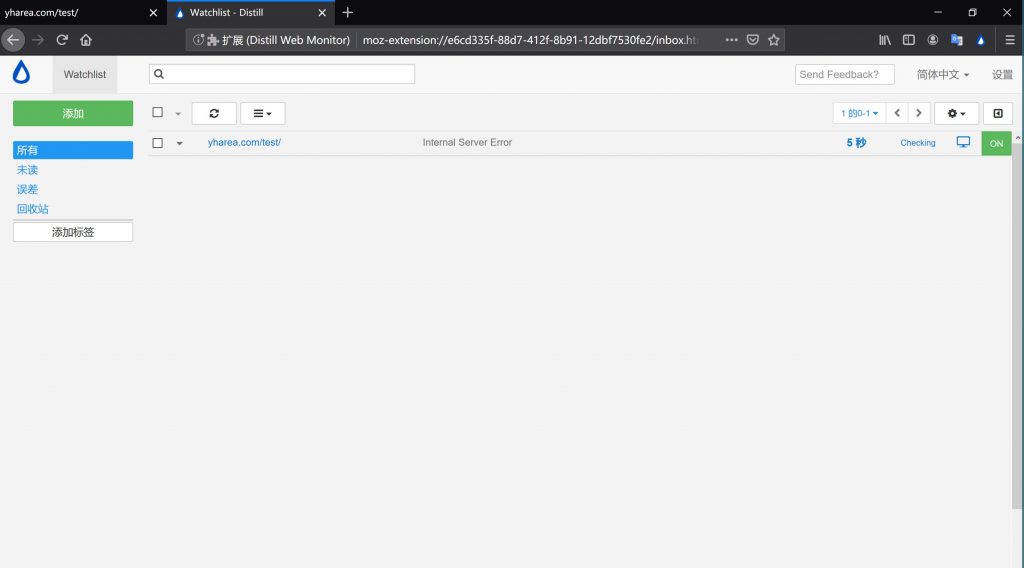 yharea.com/test/
Watchlist - Distill
扩展 (Distill Web Monitor)
moz-extension://e6cd335f-88d7-412f-8b91-12dbf7530fe2/inbox.ht
Watchlist
Send Feedback?
简体中文
设置
添加
1 的0-1
yharea.com/test/
Internal Server Error
5 秒
Checking
ON
所有
未读
误差
回收站
添加标签